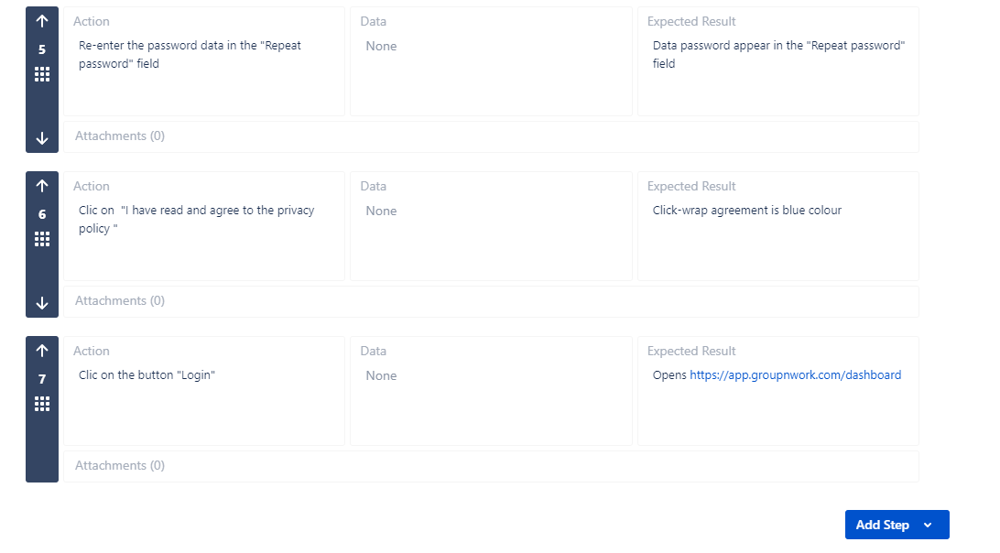 Action
Data
Expected Result
5
Re-enter the password data in the "Repeat
password" field
None
Data password appear in the "Repeat password"
field
Attachments (0)
Action
Data
Expected Result
6
Clic on  "I have read and agree to the privacy
policy "
None
Click-wrap agreement is blue colour
Attachments (0)
Action
Data
Expected Result
7
Clic on the button "Login"
None
Opens https://app.groupnwork.com/dashboard
Attachments (0)
Add Step